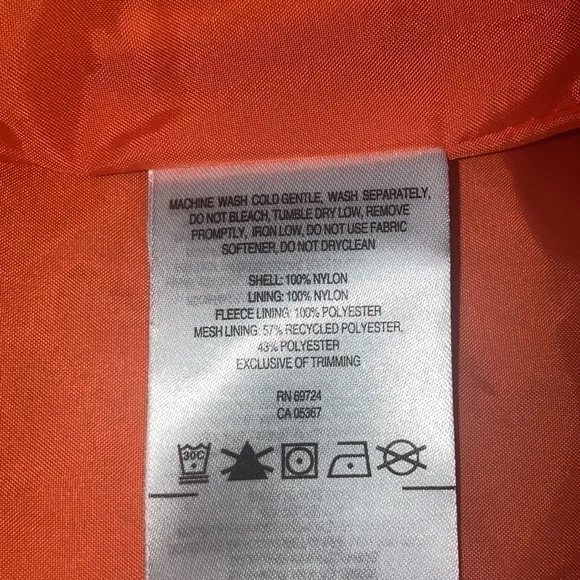 MACHINE WASH COLD GENTLE, WASH SEPARATELY,
DO NOT BLEACH, TUMBLE DRY LOW, REMOVE
PROMPTLY, IRON LOW, DO NOT USE FABRIC
SOFTENER, DO NOT DRYCLEAN
SHELL: 100% NYLON
LINING: 100% NYLON
FLEECE LINING: 100% POLYESTER
MESH LINING: 57% RECYCLED POLYESTER,
43% POLYESTER
EXCLUSIVE OF TRIMMING
RN 69724
CA 05367
30C